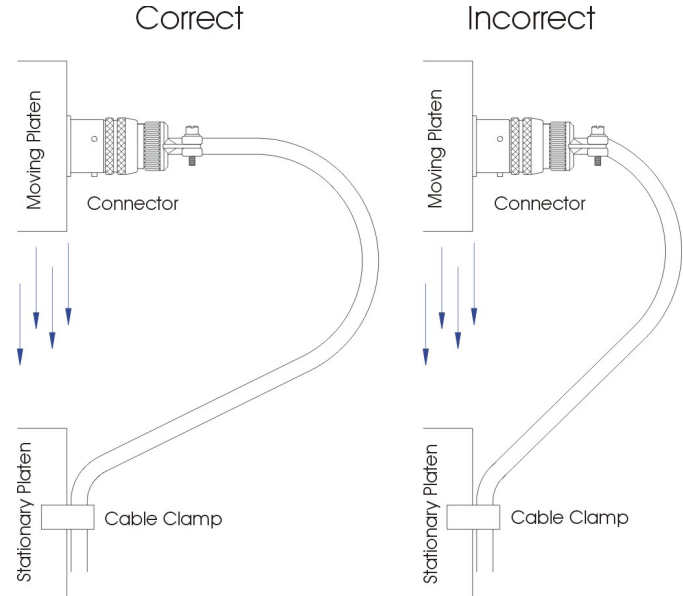 Correct
Incorrect
Moving Platen
Connector
Moving Platen
Connector
Stationary Platen
Cable Clamp
Stationary Platen
Cable Clamp